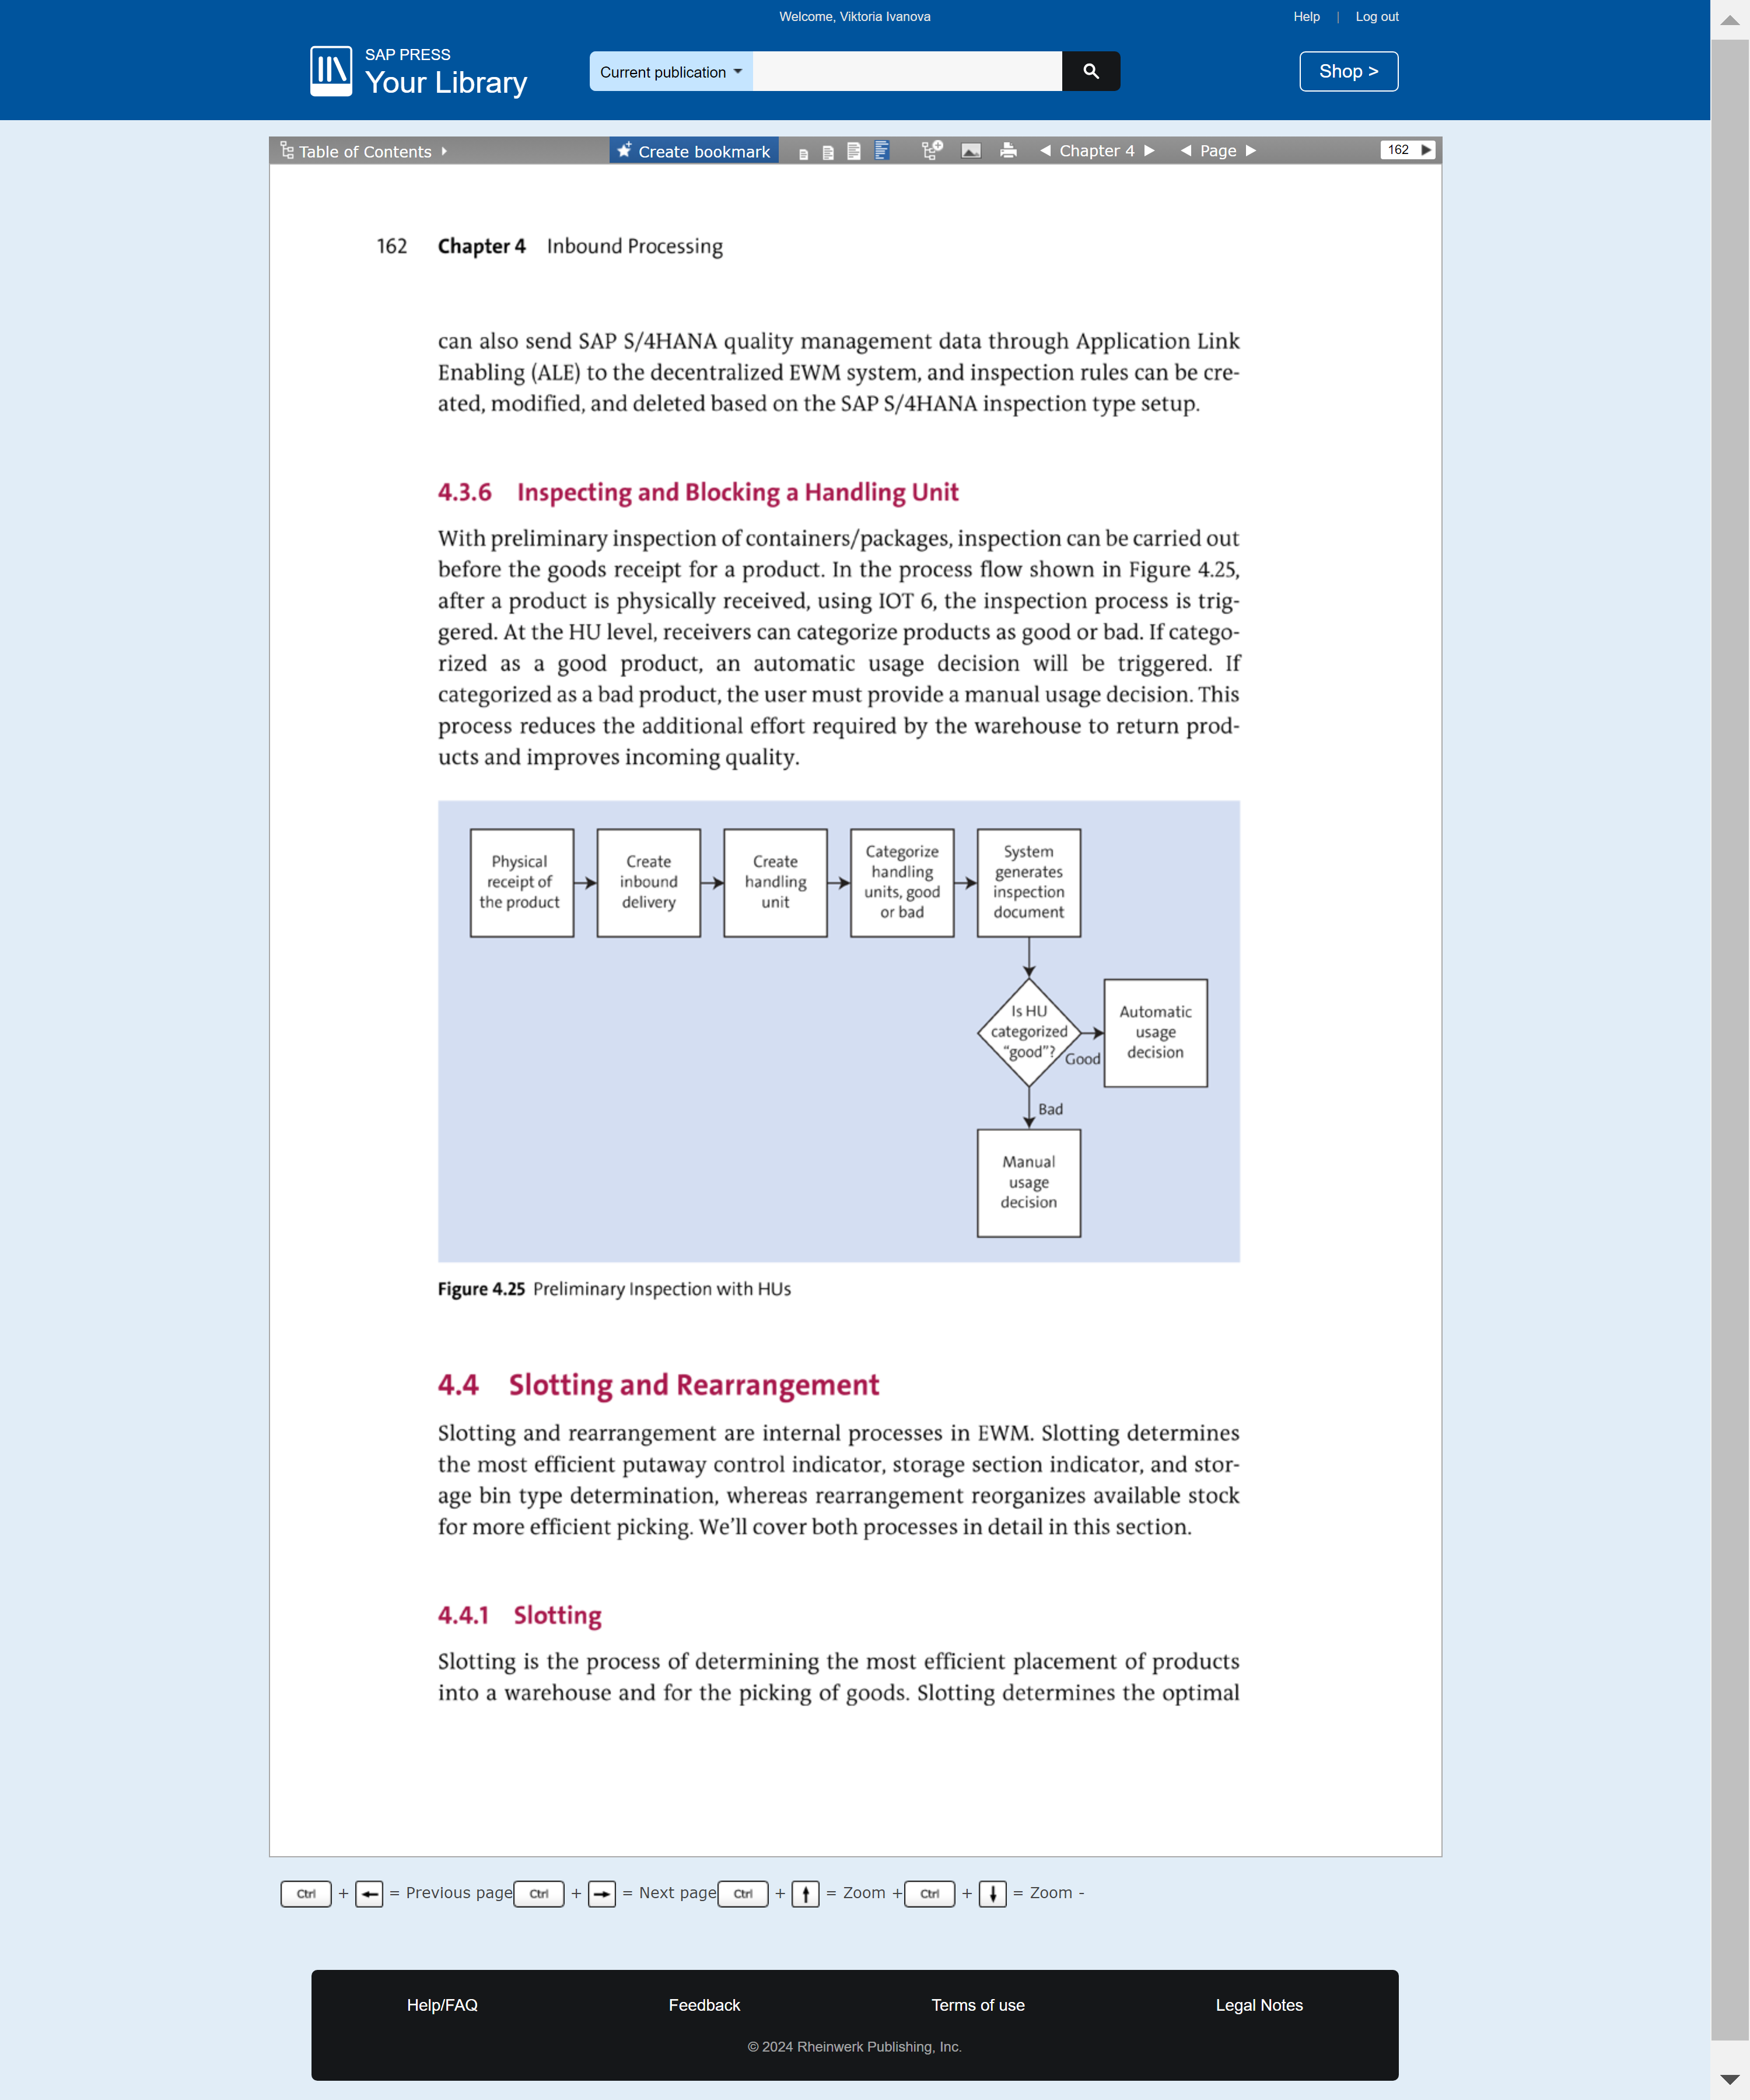 Welcome, Viktoria Ivanova
Help | Log out
SAP PRESS
Your Library
Current publication
Shop >
Table of Contents
Create bookmark
Chapter 4
Page
162
162 Chapter 4 Inbound Processing
can also send SAP S/4HANA quality management data through Application Link
Enabling (ALE) to the decentralized EWM system, and inspection rules can be cre-
ated, modified, and deleted based on the SAP S/4HANA inspection type setup.
4.3.6 Inspecting and Blocking a Handling Unit
With preliminary inspection of containers/packages, inspection can be carried out
before the goods receipt for a product. In the process flow shown in Figure 4.25,
after a product is physically received, using IOT 6, the inspection process is trig-
gered. At the HU level, receivers can categorize products as good or bad. If catego-
rized as a good product, an automatic usage decision will be triggered. If
categorized as a bad product, the user must provide a manual usage decision. This
process reduces the additional effort required by the warehouse to return prod-
ucts and improves incoming quality.
Physical
receipt of
the product
Create
inbound
delivery
Create
handling
unit
Categorize
handling
units, good
or bad
System
generates
inspection
document
Is HU
categorized
“good”?
Good
Automatic
usage
decision
Bad
Manual
usage
decision
Figure 4.25 Preliminary Inspection with HUs
4.4 Slotting and Rearrangement
Slotting and rearrangement are internal processes in EWM. Slotting determines
the most efficient putaway control indicator, storage section indicator, and stor-
age bin type determination, whereas rearrangement reorganizes available stock
for more efficient picking. We’ll cover both processes in detail in this section.
4.4.1 Slotting
Slotting is the process of determining the most efficient placement of products
into a warehouse and for the picking of goods. Slotting determines the optimal
Ctrl + ← = Previous page Ctrl + → = Next page Ctrl + ↑ = Zoom + Ctrl + ↓ = Zoom -
Help/FAQ Feedback Terms of use Legal Notes
© 2024 Rheinwerk Publishing, Inc.